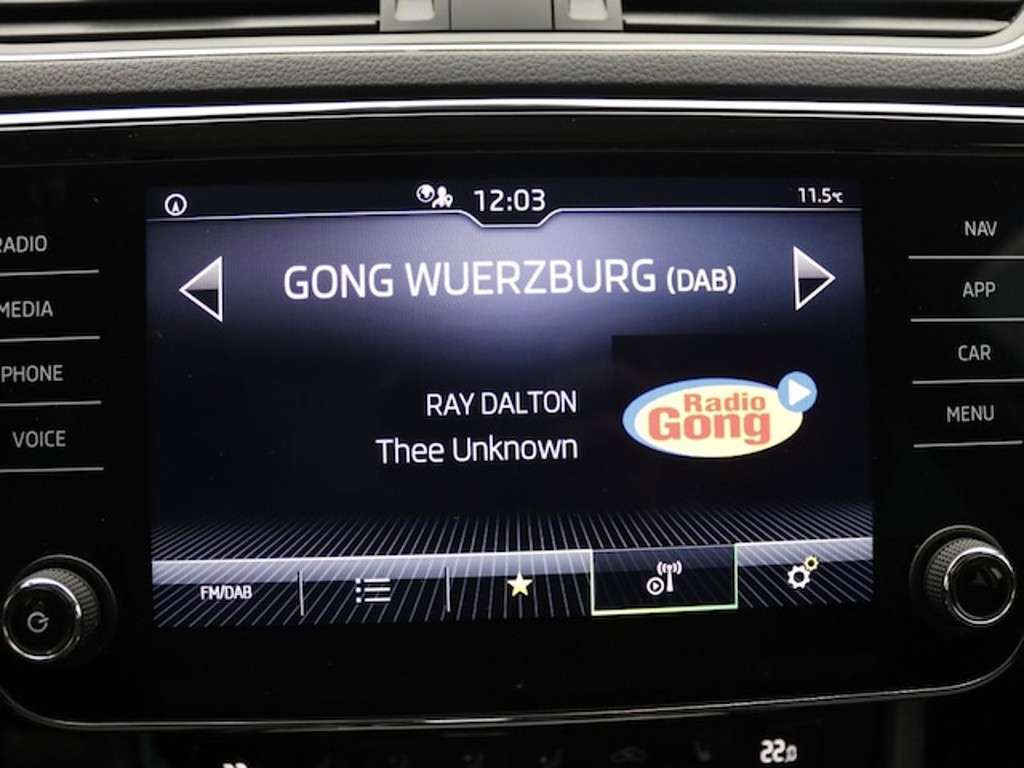 12:03
11.5°C
RADIO
MEDIA
PHONE
VOICE
GONG WUERZBURG (DAB)
RAY DALTON
Thee Unknown
Radio
Gong
FM/DAB
NAV
APP
CAR
MENU
22.0